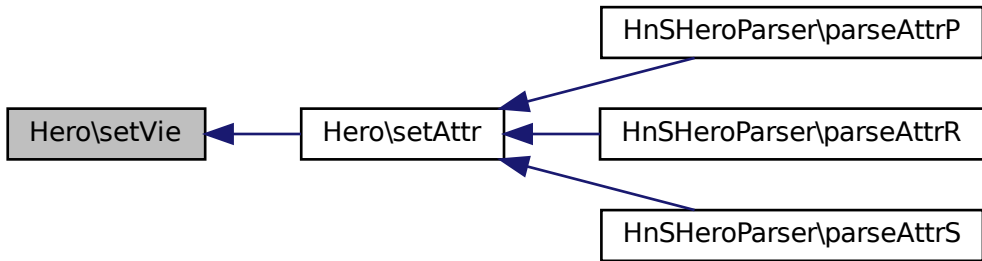 HnSHeroParser\parseAttrP
Hero\setVie
Hero\setAttr
HnSHeroParser\parseAttrR
HnSHeroParser\parseAttrS